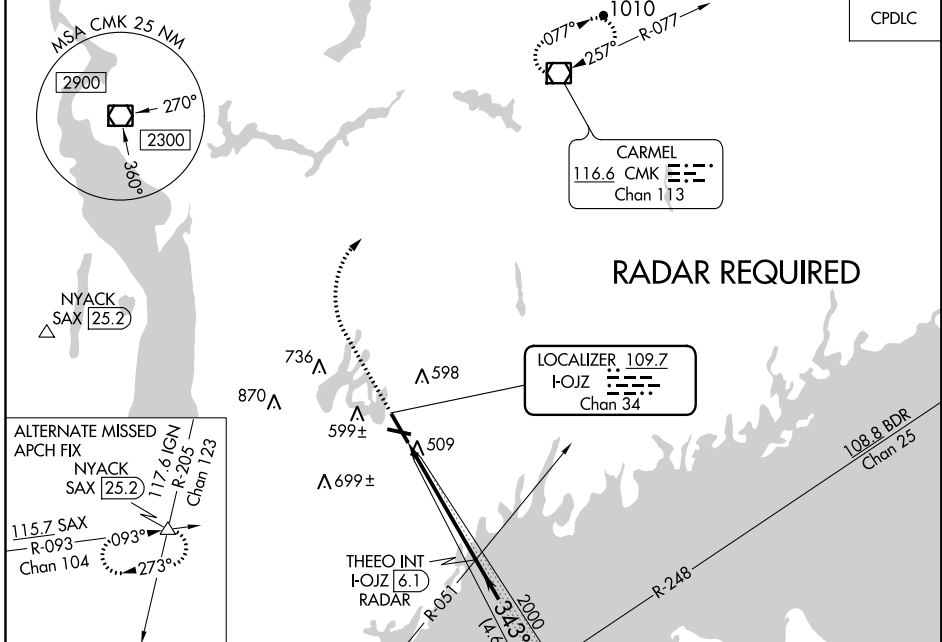 MSA CMK 25 NM
2900
270°
2300
360°
077°
1010
257°
R-077
CPDLC
CARMEL
116.6 CMK
Chan 113
RADAR REQUIRED
NYACK
SAX 25.2
736
598
870
599±
509
699±
LOCALIZER 109.7
I-OJZ
Chan 34
108.8 BDR
Chan 25
R-248
ALTERNATE MISSED
APCH FIX
NYACK
SAX 25.2
117.6 IGN
R-205
Chan 123
115.7 SAX
R-093
Chan 104
093°
273°
THEEO INT
I-OJZ 6.1
RADAR
R-051
343°
2000